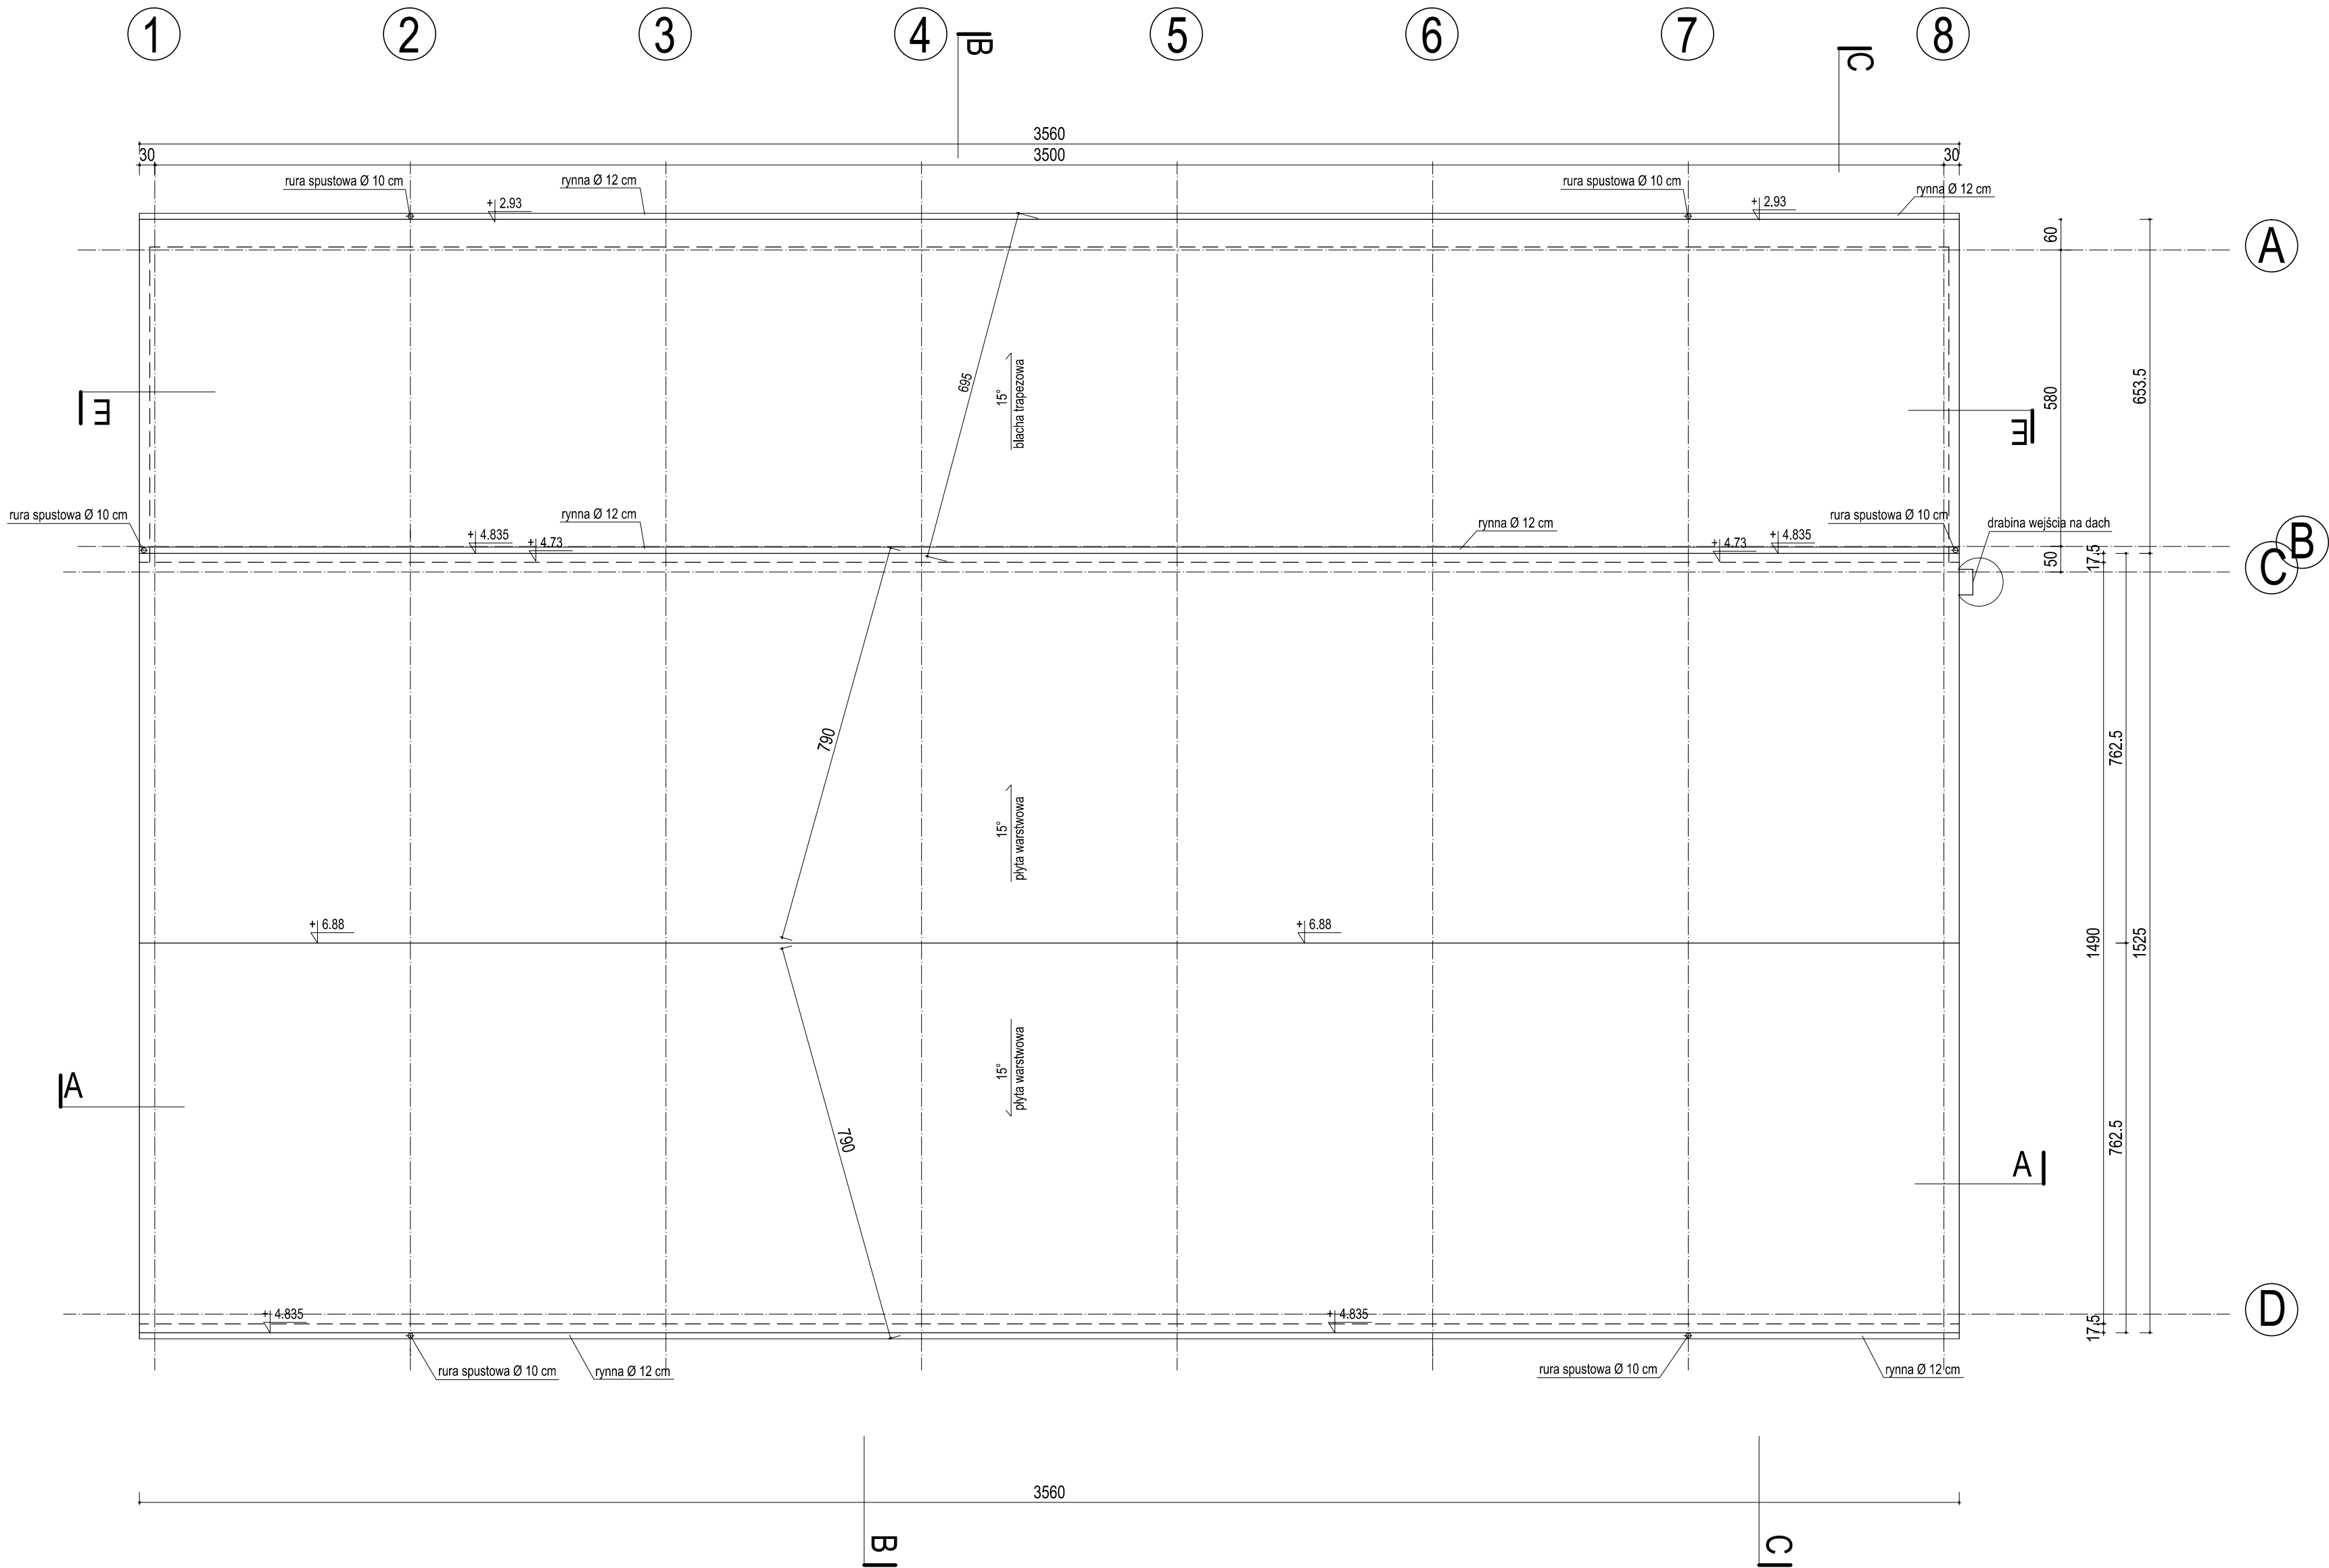 1
2
3
4
5
6
7
8
B
C
3560
30
3500
30
rura spustowa Ø 10 cm
rynna Ø 12 cm
rura spustowa Ø 10 cm
rynna Ø 12 cm
+ 2.93
+ 2.93
60
A
695
15°
blacha trapezowa
580
653.5
E
E
rura spustowa Ø 10 cm
rynna Ø 12 cm
rynna Ø 12 cm
rura spustowa Ø 10 cm
drabina wejścia na dach
+ 4.835
+ 4.73
+ 4.73
+ 4.835
50
17.5
B
C
790
762.5
15°
płyta warstwowa
+ 6.88
+ 6.88
1490
1525
15°
płyta warstwowa
A
790
762.5
A
+ 4.835
+ 4.835
17.5
D
rura spustowa Ø 10 cm
rynna Ø 12 cm
rura spustowa Ø 10 cm
rynna Ø 12 cm
3560
B
C